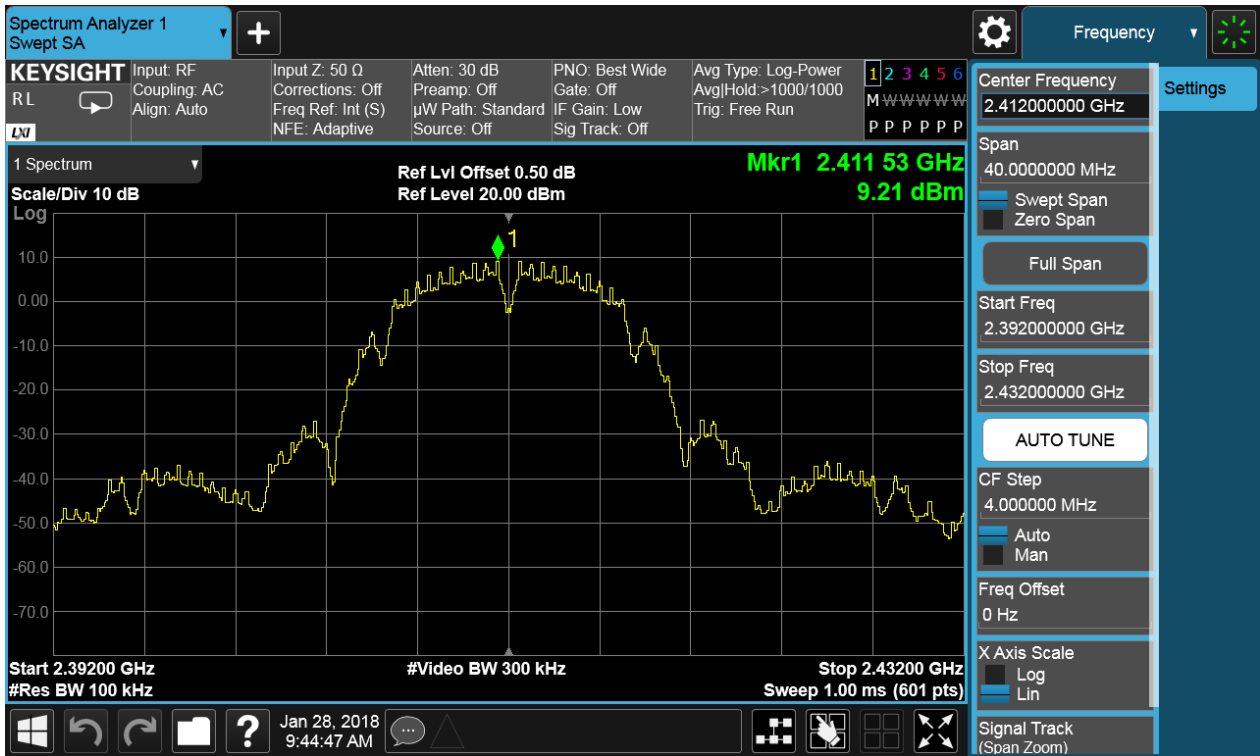 Spectrum Analyzer 1
Swept SA
Frequency
KEYSIGHT
R L
LXI
Input: RF
Coupling: AC
Align: Auto
Input Z: 50 Ω
Corrections: Off
Freq Ref: Int (S)
NFE: Adaptive
Atten: 30 dB
Preamp: Off
µW Path: Standard
Source: Off
PNO: Best Wide
Gate: Off
IF Gain: Low
Sig Track: Off
Avg Type: Log-Power
Avg|Hold:>1000/1000
Trig: Free Run
1 2 3 4 5 6
M W W W W W
P P P P P P
1 Spectrum
Scale/Div 10 dB
Log
Ref Lvl Offset 0.50 dB
Ref Level 20.00 dBm
Mkr1 2.411 53 GHz
9.21 dBm
1
10.0
0.00
-10.0
-20.0
-30.0
-40.0
-50.0
-60.0
-70.0
Start 2.39200 GHz
#Res BW 100 kHz
#Video BW 300 kHz
Stop 2.43200 GHz
Sweep 1.00 ms (601 pts)
Center Frequency
2.412000000 GHz
Settings
Span
40.0000000 MHz
Swept Span
Zero Span
Full Span
Start Freq
2.392000000 GHz
Stop Freq
2.432000000 GHz
AUTO TUNE
CF Step
4.000000 MHz
Auto
Man
Freq Offset
0 Hz
X Axis Scale
Log
Lin
Signal Track
(Span Zoom)
?
Jan 28, 2018
9:44:47 AM